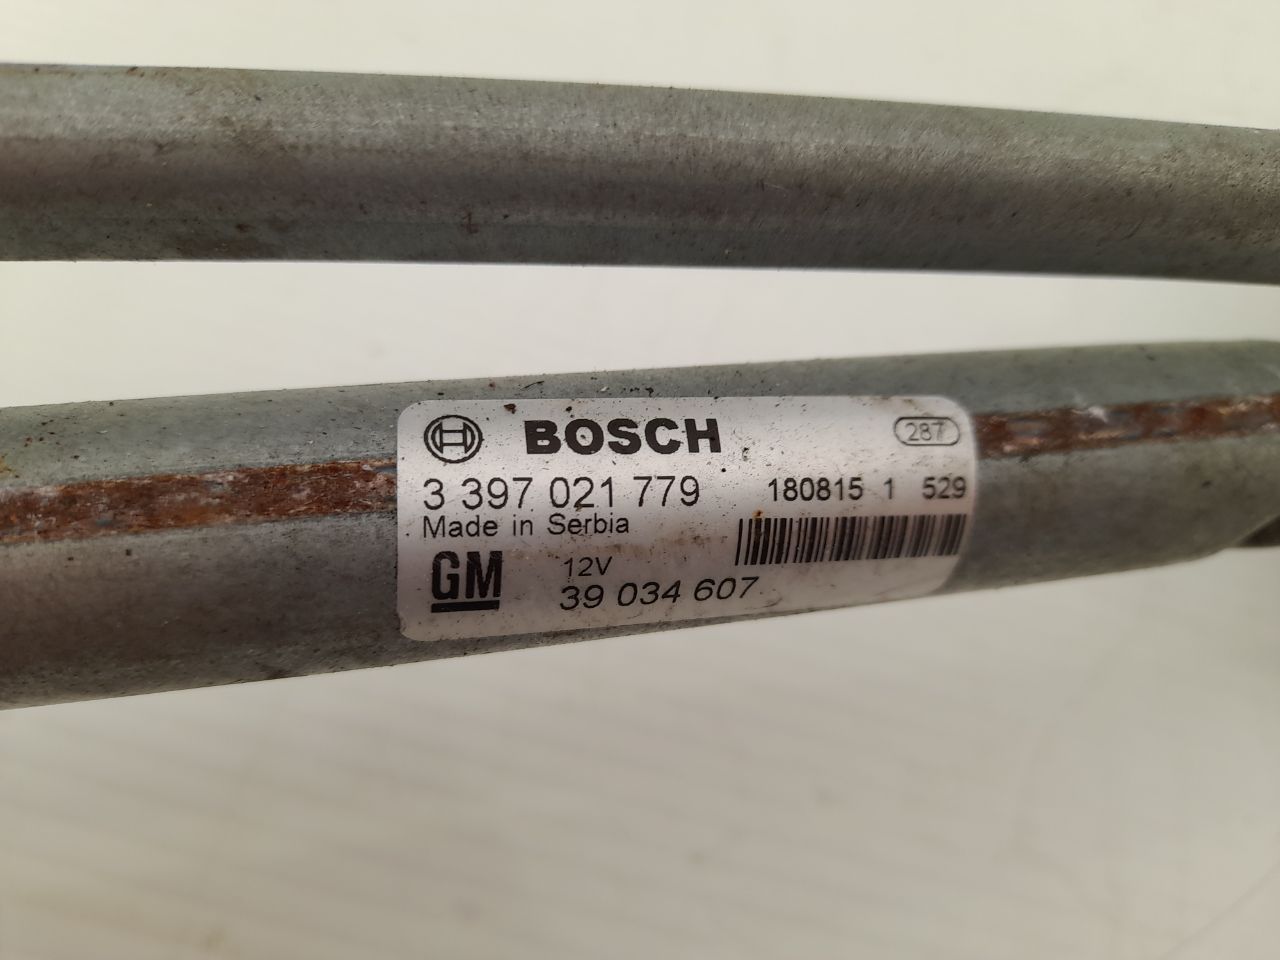 BOSCH 287
3 397 021 779 180815 1 529
Made in Serbia
GM 12V
39 034 607